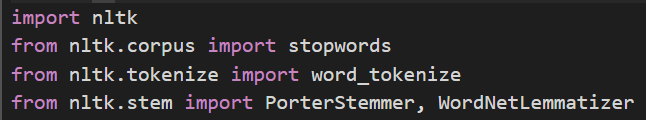 import nltk
from nltk.corpus import stopwords
from nltk.tokenize import word_tokenize
from nltk.stem import PorterStemmer, WordNetLemmatizer